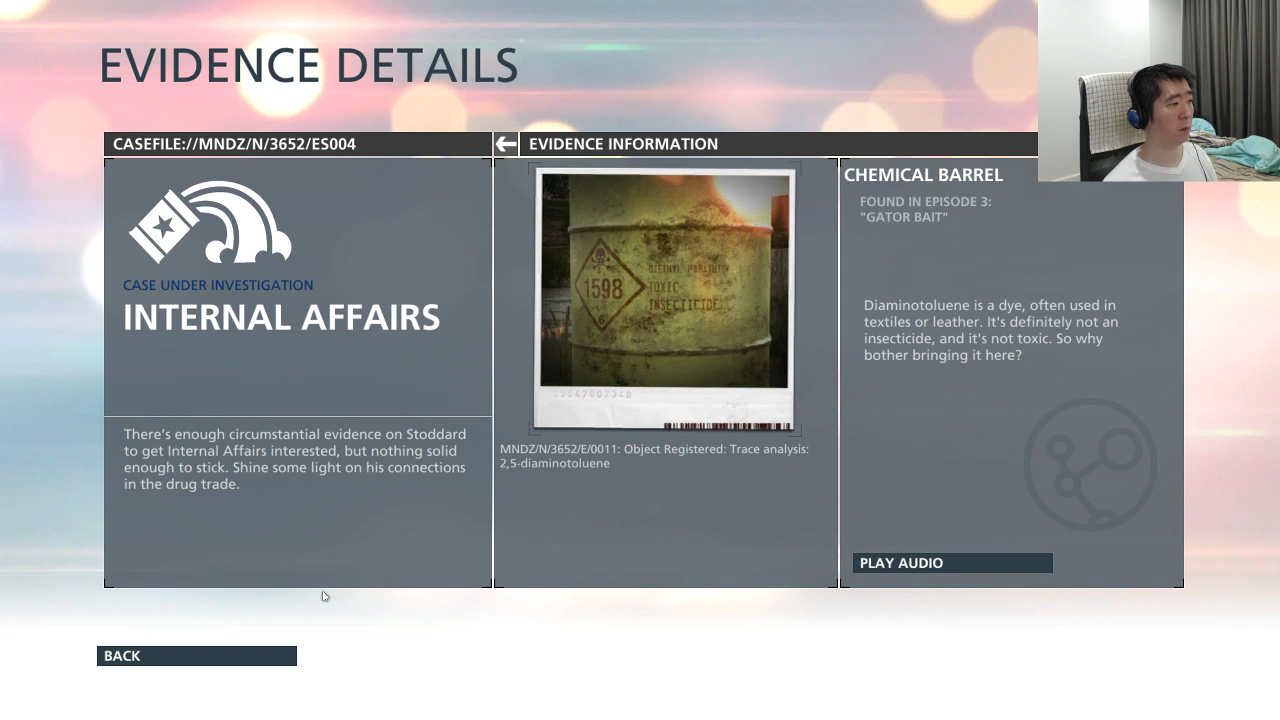 EVIDENCE DETAILS
CASEFILE://MNDZ/N/3652/ES004
EVIDENCE INFORMATION
CASE UNDER INVESTIGATION
INTERNAL AFFAIRS
There's enough circumstantial evidence on Stoddard
to get Internal Affairs interested, but nothing solid
enough to stick. Shine some light on his connections
in the drug trade.
1598
DIETHYL PARATHION
TOXIC
INSECTICIDE
MNDZ/N/3652/E/0011: Object Registered: Trace analysis:
2,5-diaminotoluene
CHEMICAL BARREL
FOUND IN EPISODE 3:
"GATOR BAIT"
Diaminotoluene is a dye, often used in
textiles or leather. It's definitely not an
insecticide, and it's not toxic. So why
bother bringing it here?
PLAY AUDIO
BACK